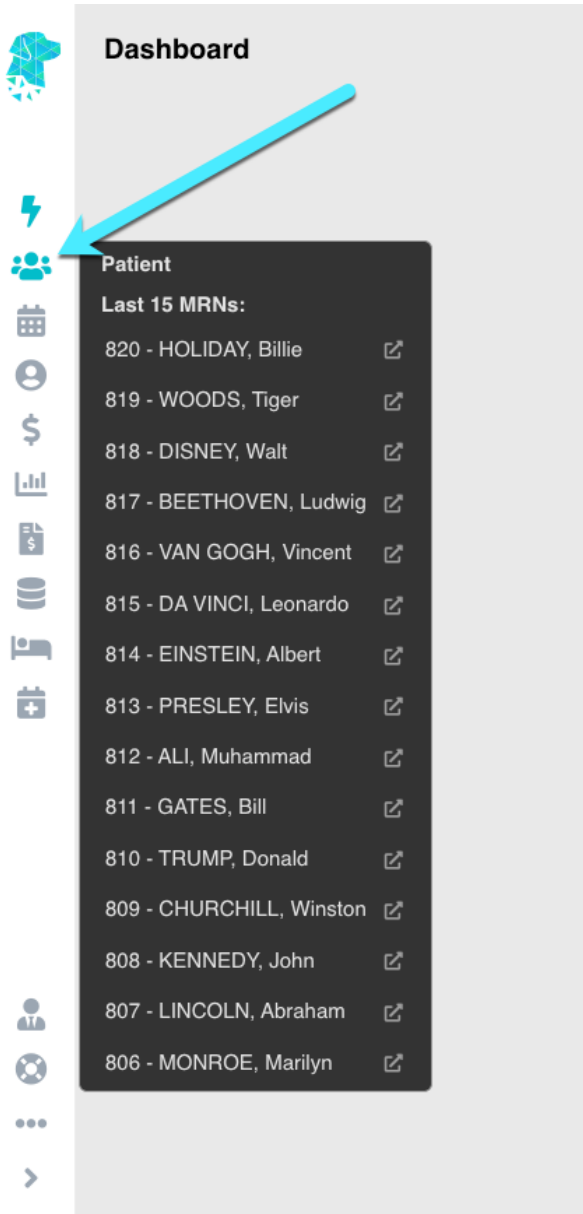 Dashboard
Patient
Last 15 MRNs:
820 - HOLIDAY, Billie
819 - WOODS, Tiger
818 - DISNEY, Walt
817 - BEETHOVEN, Ludwig
816 - VAN GOGH, Vincent
815 - DA VINCI, Leonardo
814 - EINSTEIN, Albert
813 - PRESLEY, Elvis
812 - ALI, Muhammad
811 - GATES, Bill
810 - TRUMP, Donald
809 - CHURCHILL, Winston
808 - KENNEDY, John
807 - LINCOLN, Abraham
806 - MONROE, Marilyn